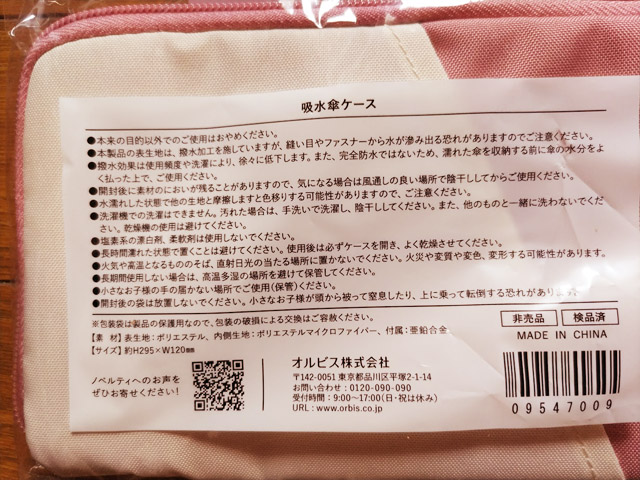 吸水傘ケース
●本来の目的以外でのご使用はおやめください。
●本製品の表生地は、撥水加工を施していますが、縫い目やファスナーから水が滲み出る恐れがありますのでご注意ください。
●撥水効果は使用頻度や洗濯により、徐々に低下します。また、完全防水ではないため、濡れた傘を収納する前に傘の水分をよ
く払った上で、ご使用ください。
●開封後に素材のにおいが残ることがありますので、気になる場合は風通しの良い場所で陰干ししてからご使用ください。
●水濡れした状態で他の生地と摩擦しますと色移りする可能性がありますので、ご注意ください。
●洗濯機での洗濯はできません。汚れた場合は、手洗いで洗濯し、陰干ししてください。また、他のものと一緒に洗わないでくだ
さい。乾燥機の使用はおやめください。
●塩素系の漂白剤、柔軟剤は使用しないでください。
●長時間濡れた状態で置くことは避けてください。使用後は必ずケースを開き、よく乾燥させてください。
●火気や高温となるもののそば、直射日光の当たる場所に置かないでください。火災や変質や変色、変形する可能性があります。
●長期間使用しない場合は、高温多湿の場所を避けて保管してください。
●小さなお子様の手の届かない場所でご使用(保管)ください。
●開封後の袋は放置しないでください。小さなお子様が頭から被って窒息したり、上に乗って転倒する恐れがあります。
※包装袋は製品の保護用なので、包装の破損による交換はご容赦ください。
【素 材】表生地:ポリエステル、内側生地:ポリエステルマイクロファイバー、付属:亜鉛合金
【サイズ】約H295×W120mm
非売品 検品済
MADE IN CHINA
ノベルティへのお声を
ぜひお寄せください!
オルビス株式会社
〒142-0051 東京都品川区平塚2-1-14
お問い合わせ:0120-090-090
受付時間:9:00~17:00(日・祝は休み)
URL:www.orbis.co.jp
09547009